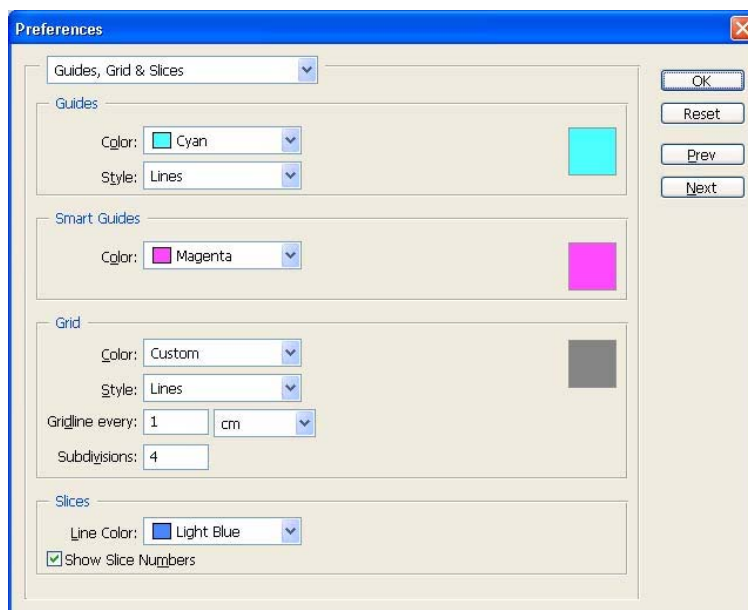 Preferences
Guides, Grid & Slices
OK
Reset
Prev
Next
Guides
Color: Cyan
Style: Lines
Smart Guides
Color: Magenta
Grid
Color: Custom
Style: Lines
Gridline every: 1 cm
Subdivisions: 4
Slices
Line Color: Light Blue
Show Slice Numbers